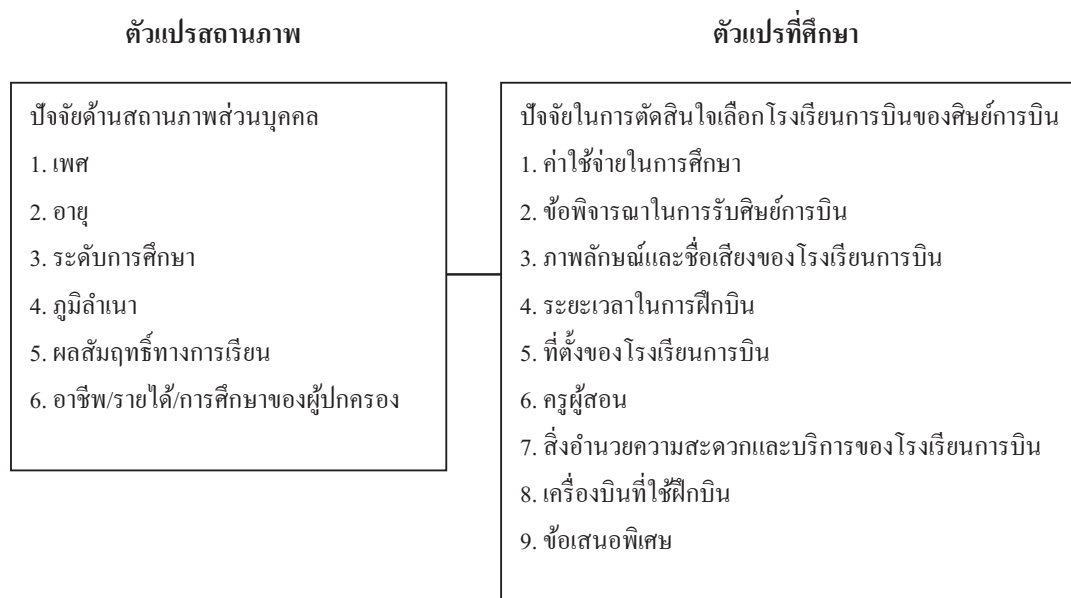 ตัวแปรสถานภาพ
ปัจจัยด้านสถานภาพส่วนบุคคล
1. เพศ
2. อายุ
3. ระดับการศึกษา
4. ภูมิลำเนา
5. ผลสัมฤทธิ์ทางการเรียน
6. อาชีพ/รายได้/การศึกษาของผู้ปกครอง
ตัวแปรที่ศึกษา
ปัจจัยในการตัดสินใจเลือกโรงเรียนการบินของศิษย์การบิน
1. ค่าใช้จ่ายในการศึกษา
2. ข้อพิจารณาในการรับศิษย์การบิน
3. ภาพลักษณ์และชื่อเสียงของโรงเรียนการบิน
4. ระยะเวลาในการฝึกบิน
5. ที่ตั้งของโรงเรียนการบิน
6. ครูผู้สอน
7. สิ่งอำนวยความสะดวกและบริการของโรงเรียนการบิน
8. เครื่องบินที่ใช้ฝึกบิน
9. ข้อเสนอพิเศษ